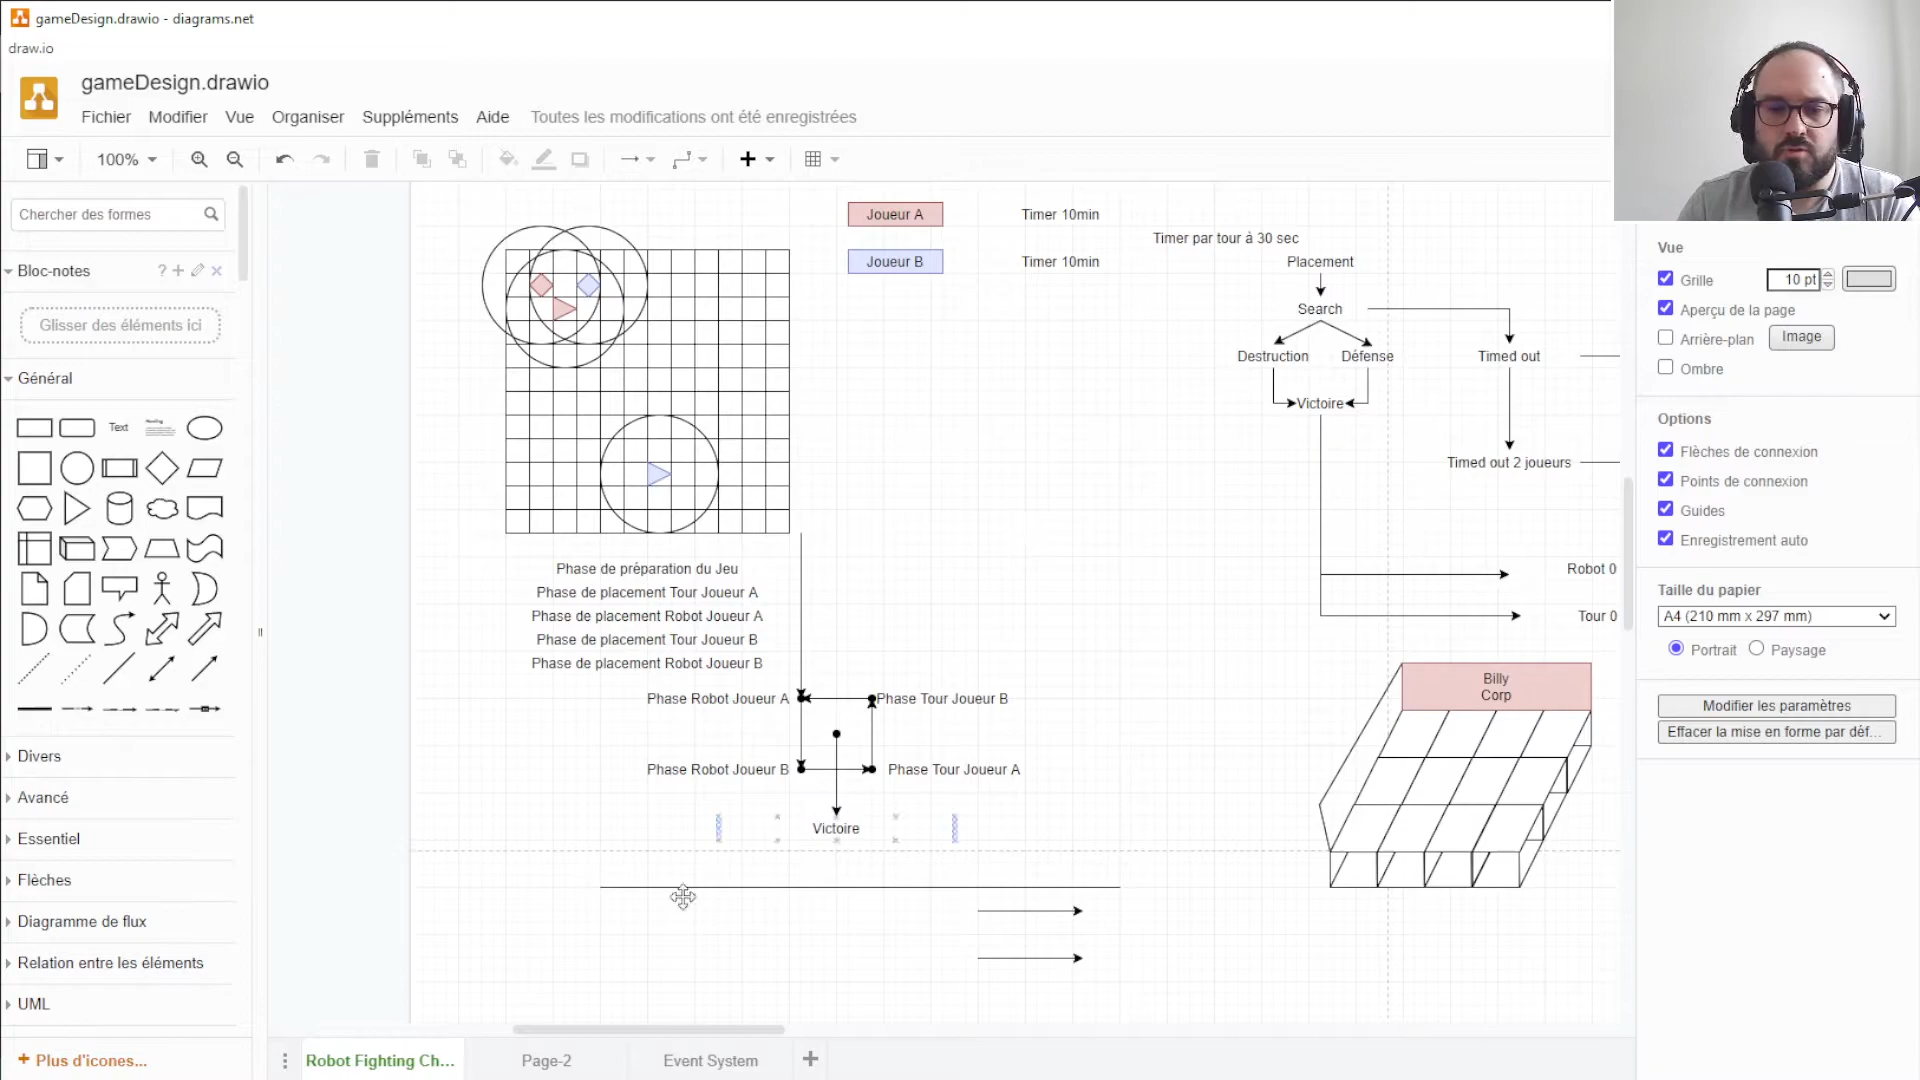 gameDesign.drawio - diagrams.net
draw.io
gameDesign.drawio
Fichier Modifier Vue Organiser Suppléments Aide Toutes les modifications ont été enregistrées
100%
Chercher des formes
Bloc-notes
Glisser des éléments ici
Général
Text
Heading
Divers
Avancé
Essentiel
Flèches
Diagramme de flux
Relation entre les éléments
UML
+ Plus d'icones...
Joueur A
Timer 10min
Joueur B
Timer 10min
Timer par tour à 30 sec
Placement
Search
Destruction
Défense
Timed out
Victoire
Timed out 2 joueurs
Robot 0
Tour 0
Phase de préparation du Jeu
Phase de placement Tour Joueur A
Phase de placement Robot Joueur A
Phase de placement Tour Joueur B
Phase de placement Robot Joueur B
Phase Robot Joueur A
Phase Tour Joueur B
Phase Robot Joueur B
Phase Tour Joueur A
Victoire
Billy
Corp
Vue
Grille
10 pt
Aperçu de la page
Arrière-plan
Image
Ombre
Options
Flèches de connexion
Points de connexion
Guides
Enregistrement auto
Taille du papier
A4 (210 mm x 297 mm)
Portrait
Paysage
Modifier les paramètres
Effacer la mise en forme par déf...
Robot Fighting Ch...
Page-2
Event System